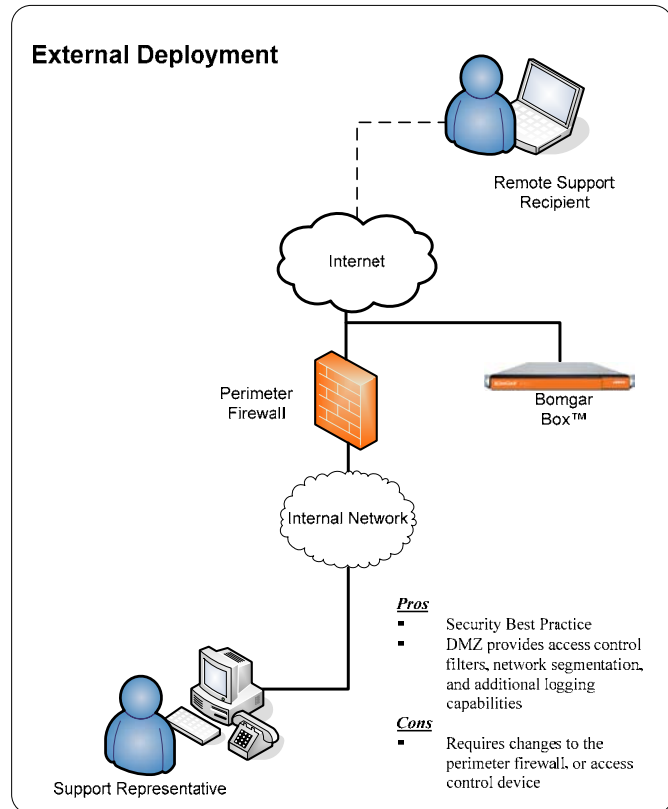 External Deployment
Remote Support
Recipient
Internet
Perimeter
Firewall
Bomgar
Box™
Internal Network
Pros
▪ Security Best Practice
▪ DMZ provides access control
filters, network segmentation,
and additional logging
capabilities
Cons
▪ Requires changes to the
perimeter firewall, or access
control device
Support Representative